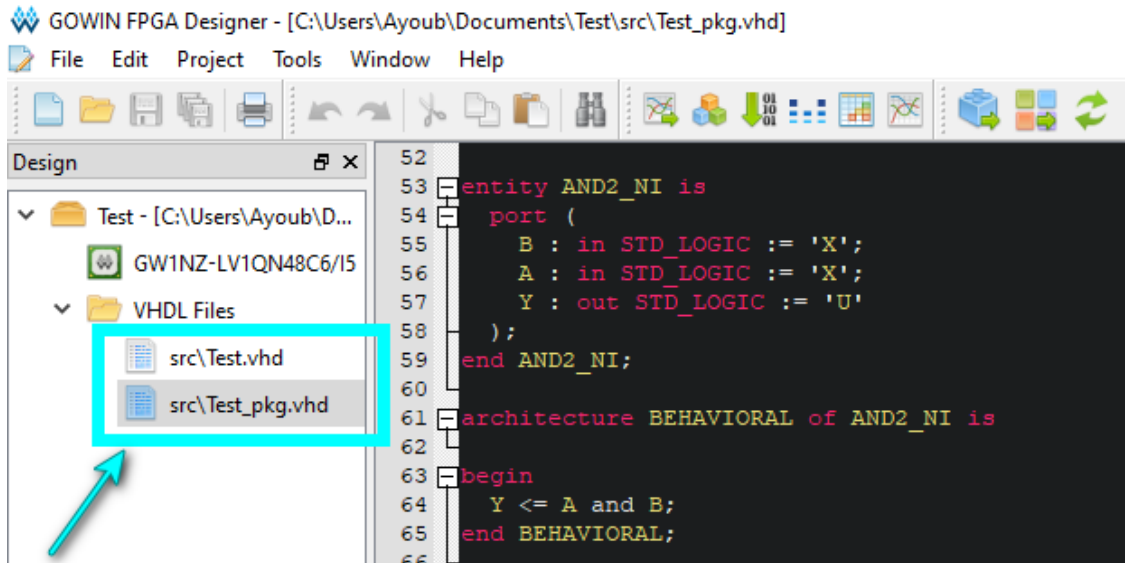 GOWIN FPGA Designer - [C:\Users\Ayoub\Documents\Test\src\Test_pkg.vhd]
File Edit Project Tools Window Help
Design
Test - [C:\Users\Ayoub\D...
GW1NZ-LV1QN48C6/I5
VHDL Files
src\Test.vhd
src\Test_pkg.vhd
52
53 entity AND2_NI is
54 port (
55 B : in STD_LOGIC := 'X';
56 A : in STD_LOGIC := 'X';
57 Y : out STD_LOGIC := 'U'
58 );
59 end AND2_NI;
60
61 architecture BEHAVIORAL of AND2_NI is
62
63 begin
64 Y <= A and B;
65 end BEHAVIORAL;
66